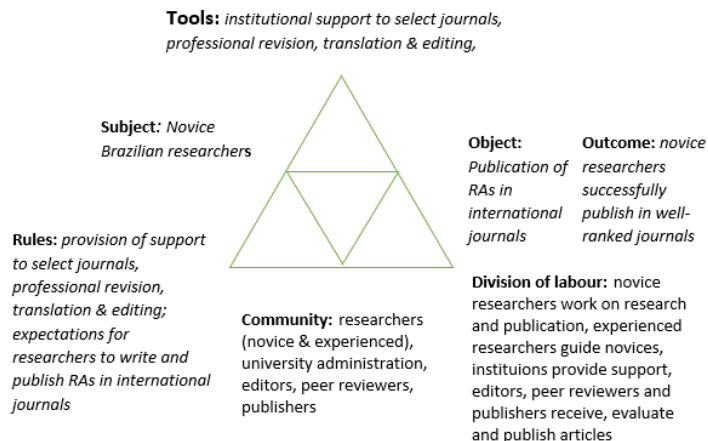 Tools: institutional support to select journals,
professional revision, translation & editing,
Subject: Novice
Brazilian researchers
Object:
Publication of
RAs in
international
journals
Outcome: novice
researchers
successfully
publish in well-
ranked journals
Rules: provision of support
to select journals,
professional revision,
translation & editing;
expectations for
researchers to write and
publish RAs in international
journals
Community: researchers
(novice & experienced),
university administration,
editors, peer reviewers,
publishers
Division of labour: novice
researchers work on research
and publication, experienced
researchers guide novices,
instituions provide support,
editors, peer reviewers and
publishers receive, evaluate
and publish articles